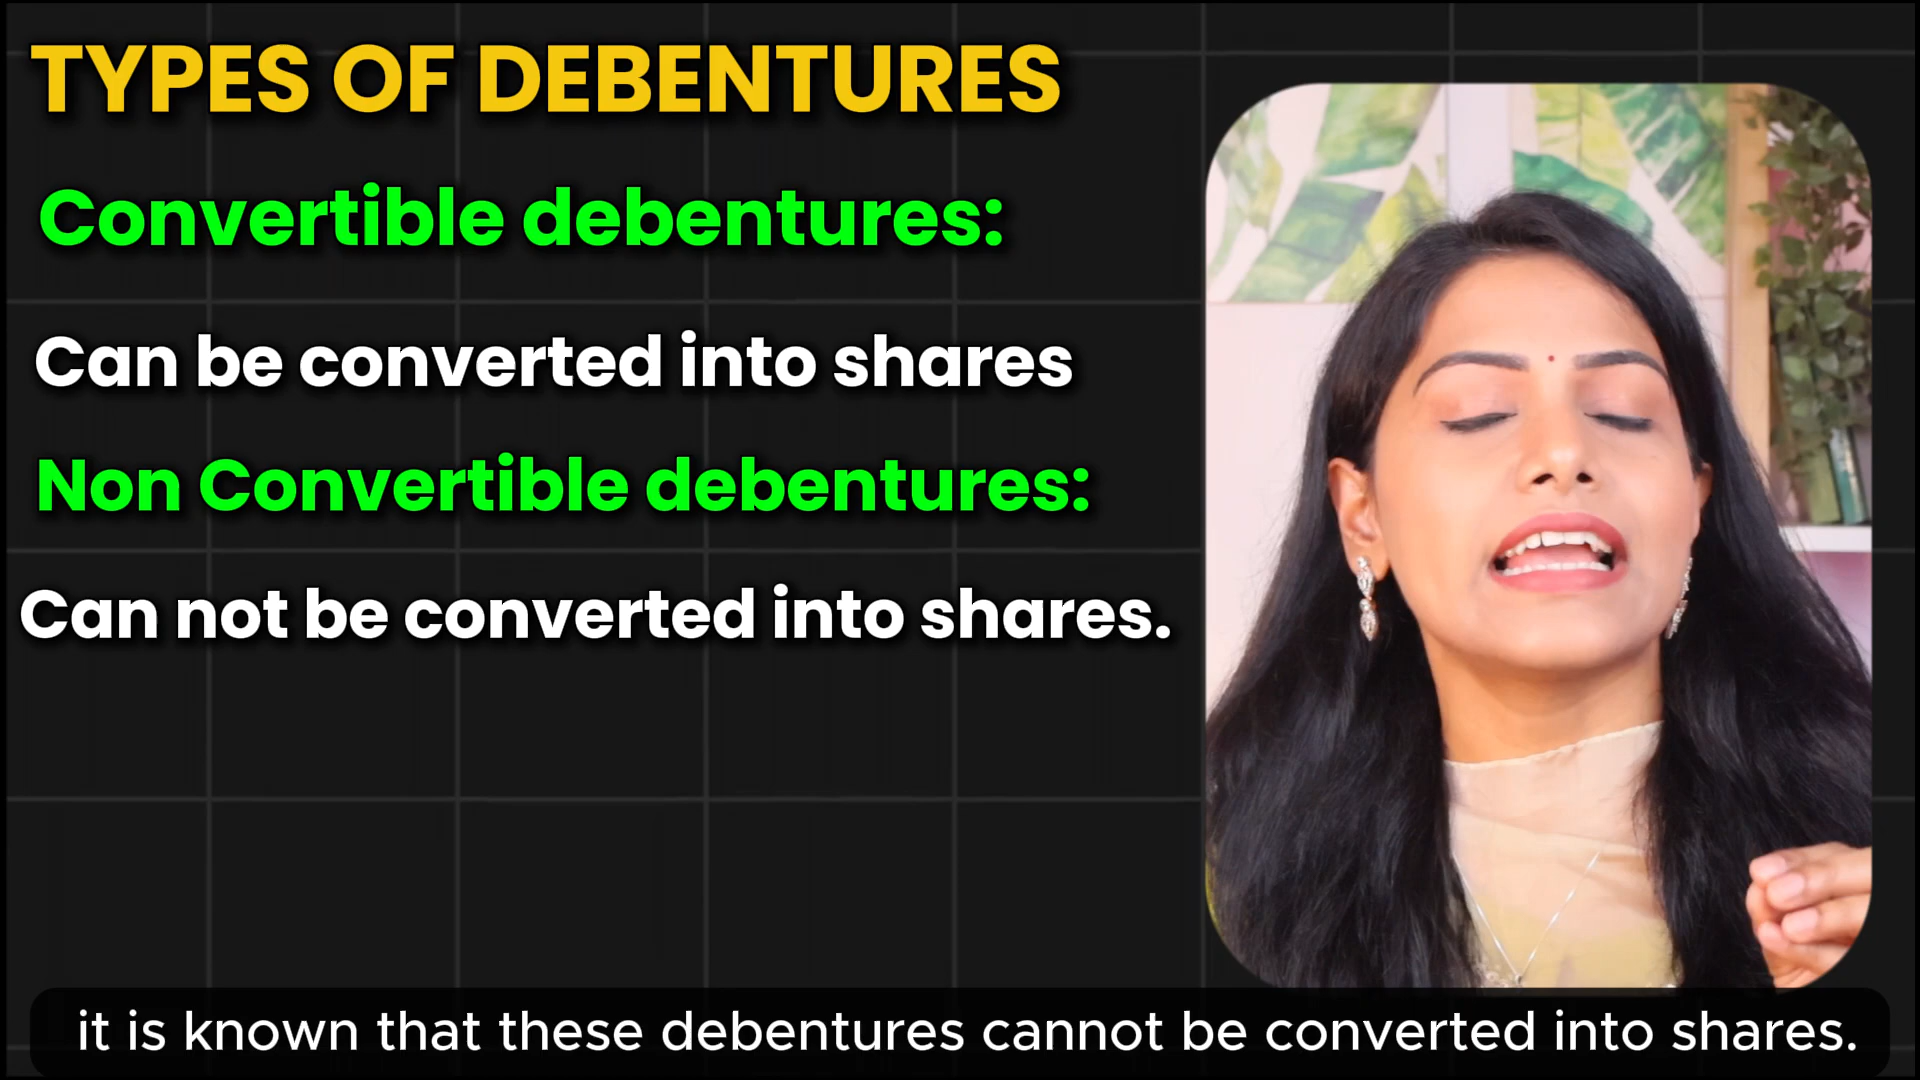 TYPES OF DEBENTURES
Convertible debentures:
Can be converted into shares
Non Convertible debentures:
Can not be converted into shares.
it is known that these debentures cannot be converted into shares.